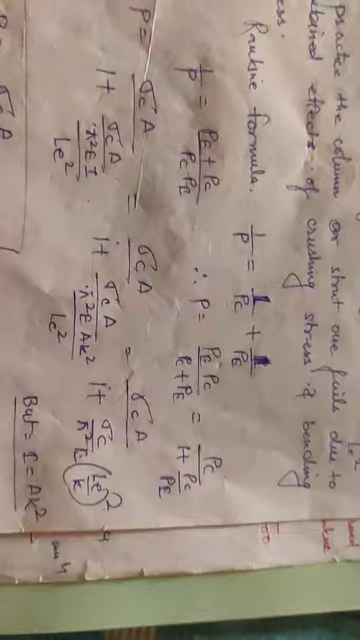 practice the column or strut are fails due to
combined effects of crushing stress & bending
Rankine formula. 1/P = 1/Pc + 1/PE
1/P = PE + Pc / Pc PE ∴ P = PE Pc / Pc + PE = Pc / 1 + Pc/PE
P = σc A / 1 + σc A / π²EI / Le² = σc A / 1 + σc A / π²E Ak² / Le² = σc A / 1 + σc / π²E (Le/k)²
But = I = Ak²
σc A